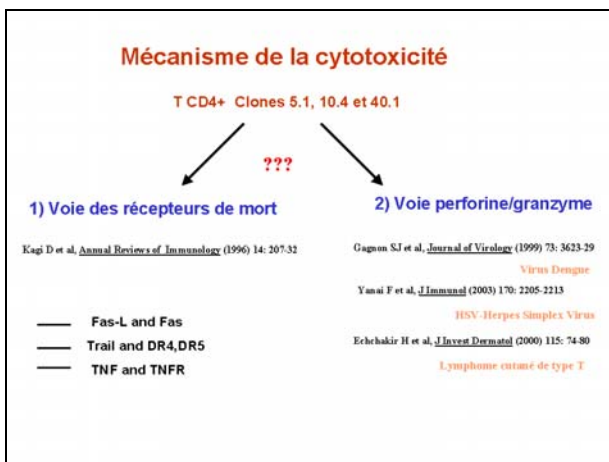 Mécanisme de la cytotoxicité
T CD4+ Clones 5.1, 10.4 et 40.1
???
1) Voie des récepteurs de mort
Kagi D et al, Annual Reviews of Immunology (1996) 14: 207-32
Fas-L and Fas
Trail and DR4,DR5
TNF and TNFR
2) Voie perforine/granzyme
Gagnon SJ et al, Journal of Virology (1999) 73: 3623-29
Virus Dengue
Yanai F et al, J Immunol (2003) 170: 2205-2213
HSV-Herpes Simplex Virus
Echchakir H et al, J Invest Dermatol (2000) 115: 74-80
Lymphome cutané de type T